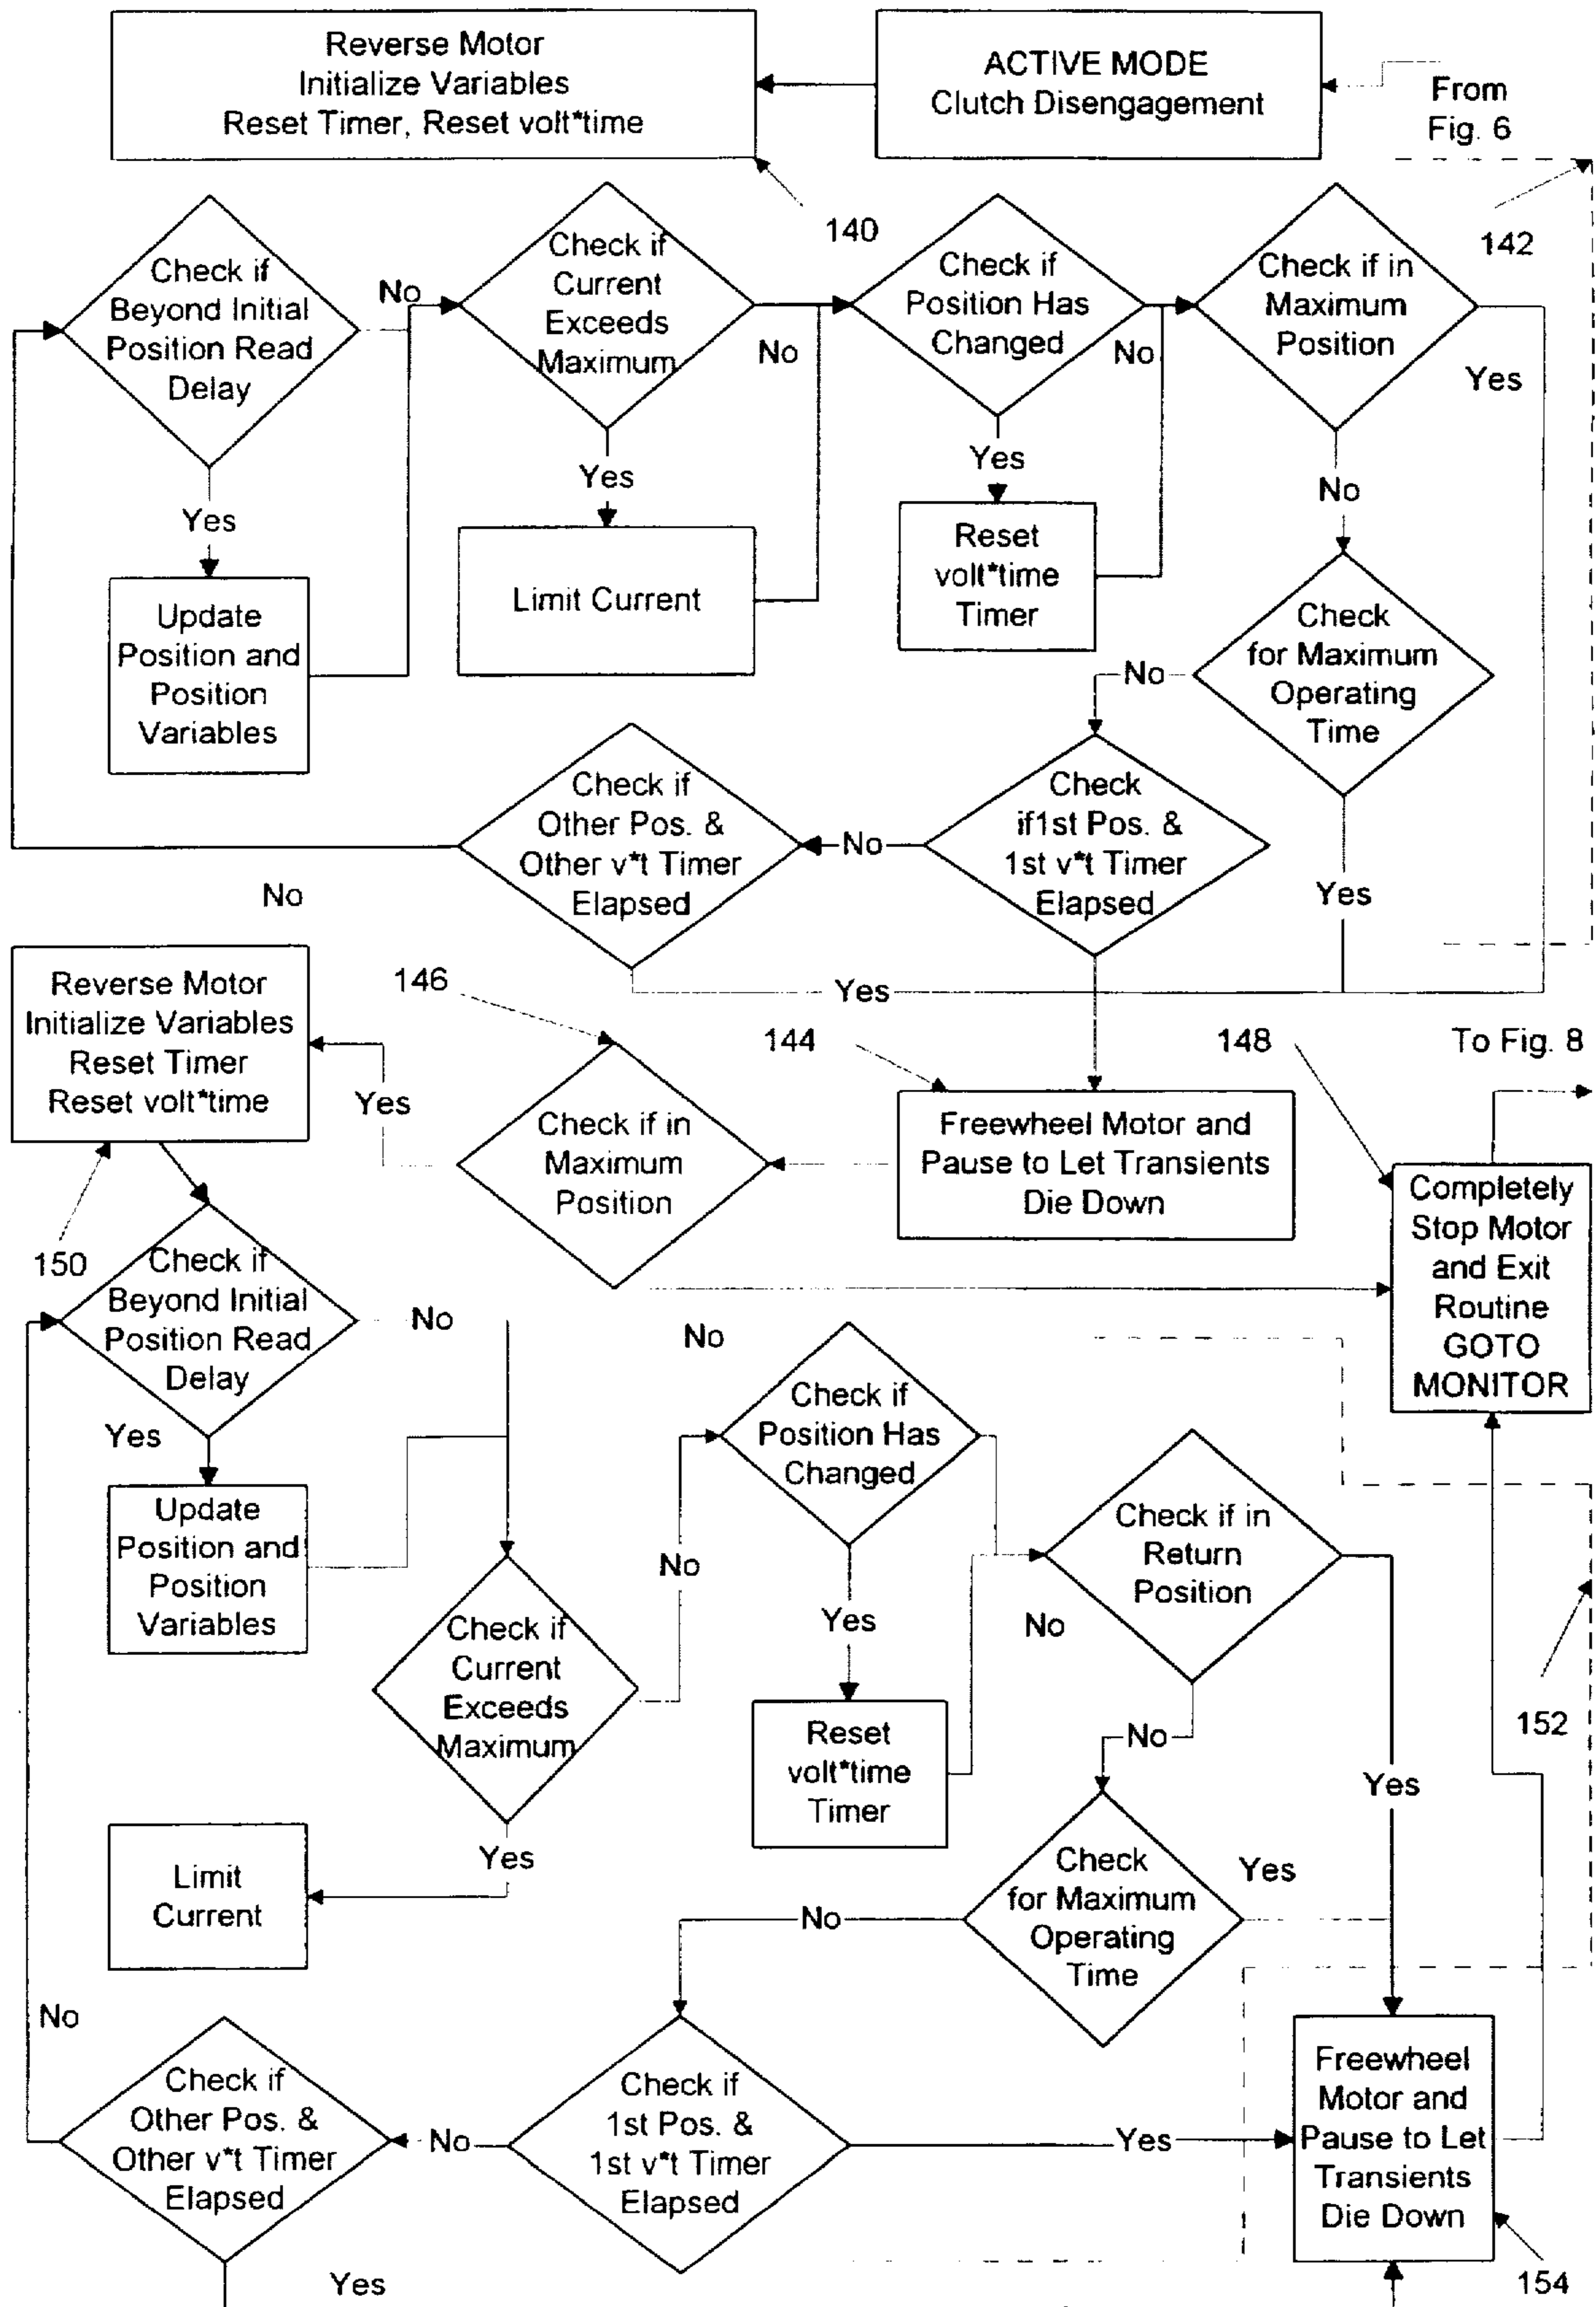 Reverse Motor
Initialize Variables
Reset Timer, Reset volt*time
ACTIVE MODE
Clutch Disengagement
From
Fig. 6
140
142
Check if
Beyond Initial
Position Read
Delay
No
Yes
Update
Position and
Position
Variables
Check if
Current
Exceeds
Maximum
No
Yes
Limit Current
Check if
Position Has
Changed
No
Yes
Reset
volt*time
Timer
Check if in
Maximum
Position
Yes
No
Check
for Maximum
Operating
Time
No
Yes
Check
if1st Pos. &
1st v*t Timer
Elapsed
No
Check if
Other Pos. &
Other v*t Timer
Elapsed
No
Yes
Reverse Motor
Initialize Variables
Reset Timer
Reset volt*time
146
144
148
To Fig. 8
Yes
Check if in
Maximum
Position
Freewheel Motor and
Pause to Let Transients
Die Down
Completely
Stop Motor
and Exit
Routine
GOTO
MONITOR
150
Check if
Beyond Initial
Position Read
Delay
No
No
Yes
Update
Position and
Position
Variables
Check if
Current
Exceeds
Maximum
No
Yes
Limit
Current
Check if
Position Has
Changed
Yes
No
Reset
volt*time
Timer
Check if in
Return
Position
No
Yes
152
Check
for Maximum
Operating
Time
Yes
No
No
Check if
Other Pos. &
Other v*t Timer
Elapsed
No
Check if
1st Pos. &
1st v*t Timer
Elapsed
Yes
Freewheel
Motor and
Pause to Let
Transients
Die Down
Yes
154